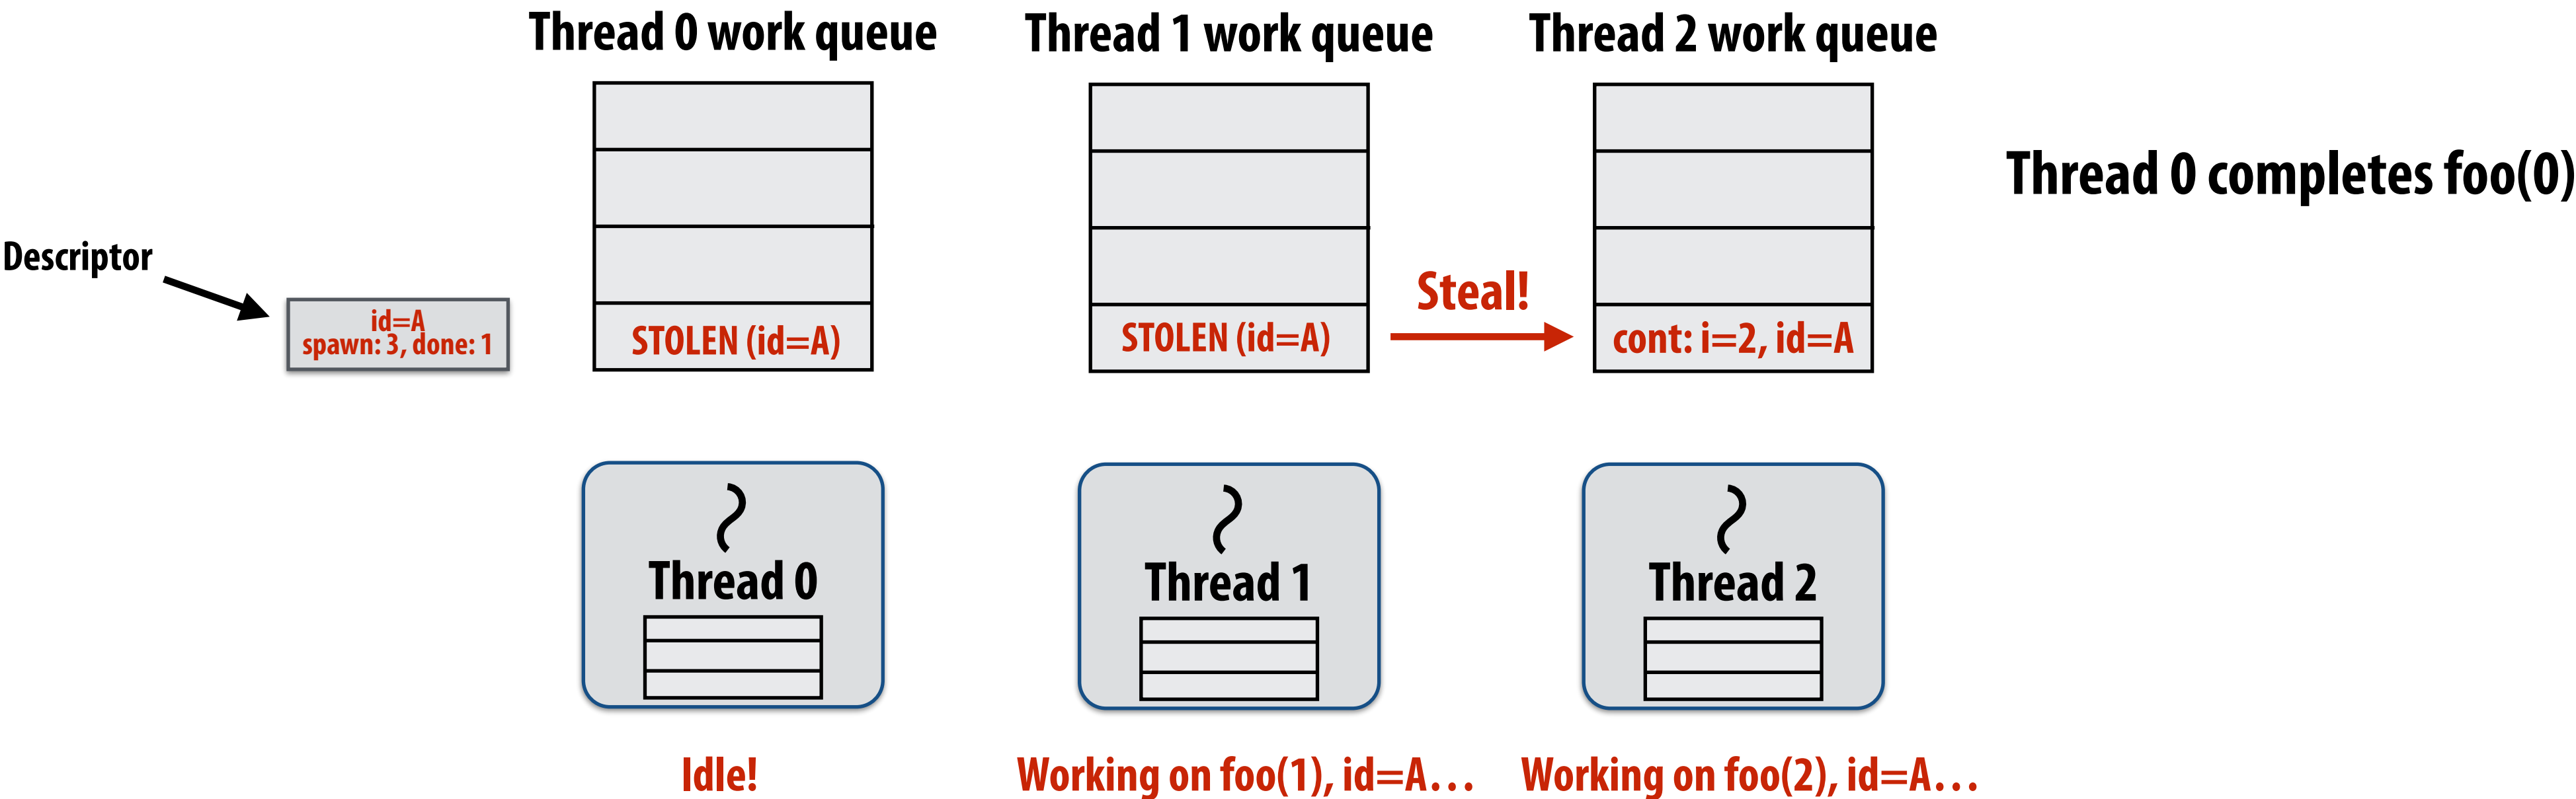 Thread 0 work queue
Thread 1 work queue
Thread 2 work queue
Thread 0 completes foo(0)
Descriptor
id=A
spawn: 3, done: 1
STOLEN (id=A)
STOLEN (id=A)
Steal!
cont: i=2, id=A
Thread 0
Thread 1
Thread 2
Idle!
Working on foo(1), id=A…
Working on foo(2), id=A…